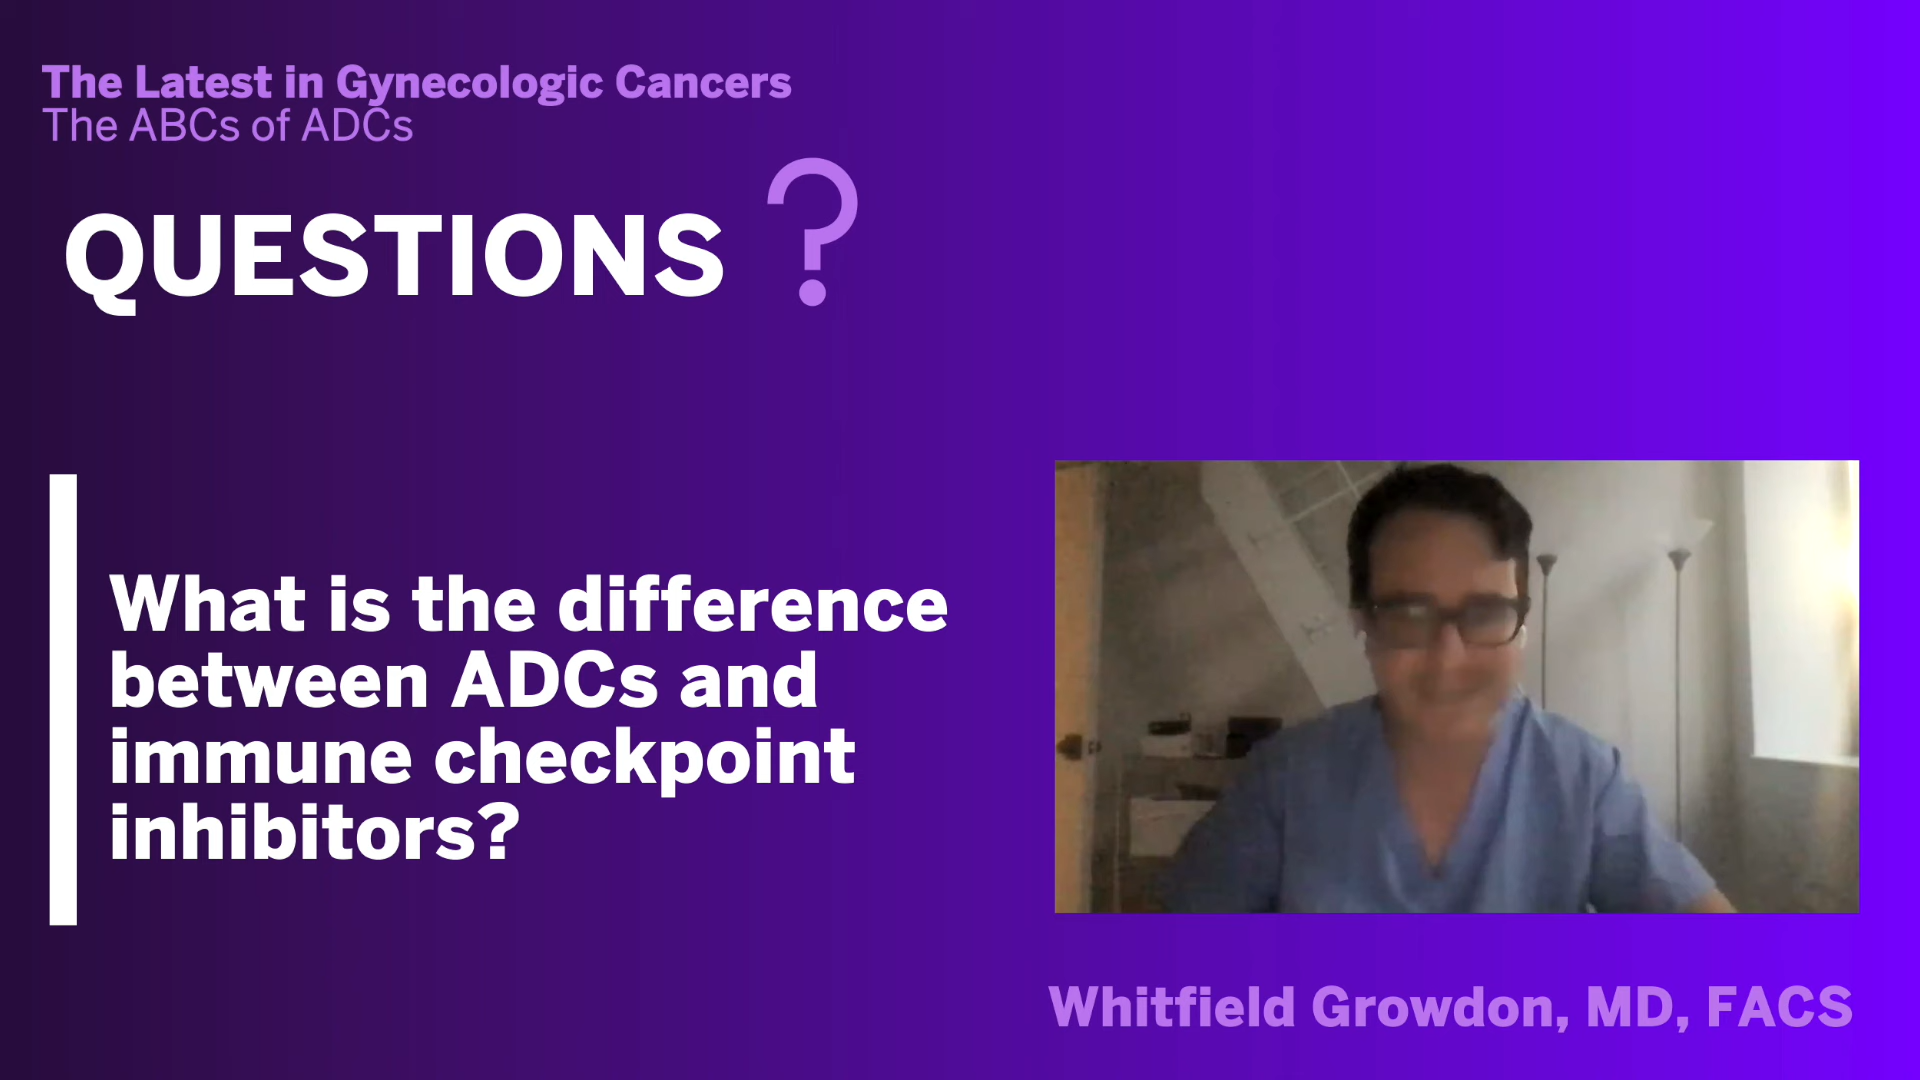 The Latest in Gynecologic Cancers
The ABCs of ADCs
QUESTIONS ?
What is the difference
between ADCs and
immune checkpoint
inhibitors?
Whitfield Growdon, MD, FACS